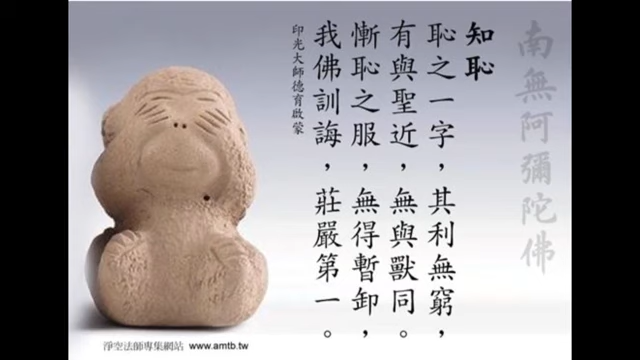 南無阿彌陀佛
知恥
恥之一字，其利無窮，
有與聖近，無與獸同。
慚恥之服，無得暫卸，
我佛訓誨，莊嚴第一。
印光大師德育啟蒙
淨空法師專集網站 www.amtb.tw